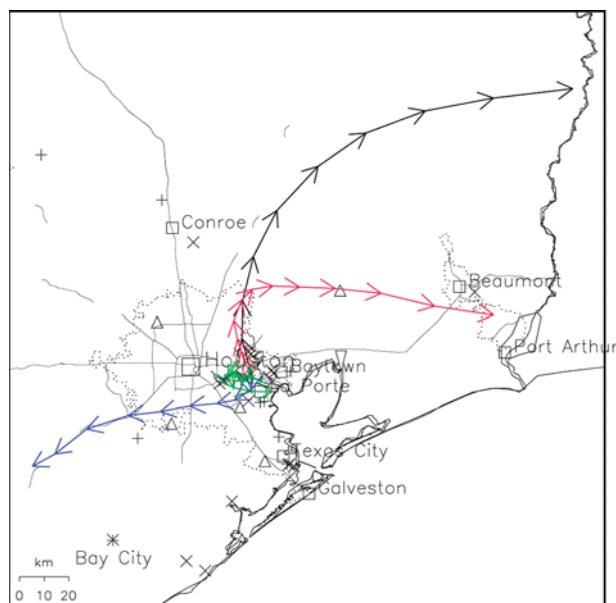 Conroe
Beaumont
Port Arthur
Houston
Baytown
La Porte
Texas City
Galveston
Bay City
km
0 10 20